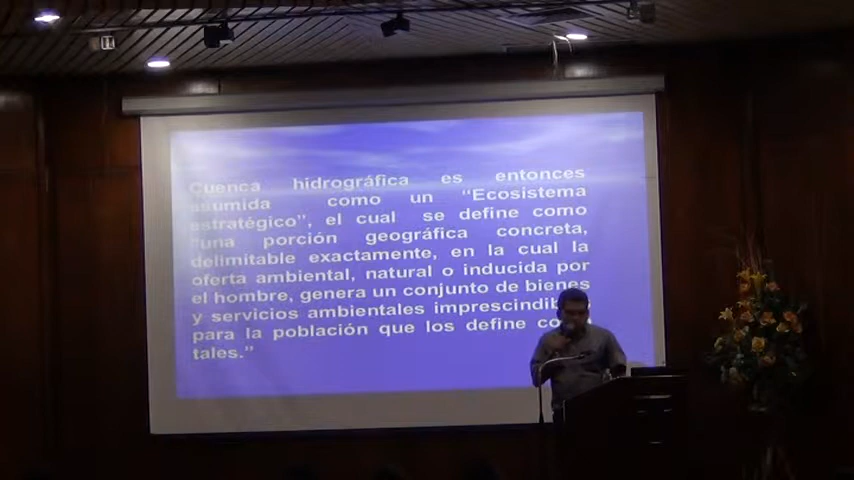 Cuenca hidrográfica es entonces
asumida como un “Ecosistema
estratégico”, el cual se define como
“una porción geográfica concreta,
delimitable exactamente, en la cual la
oferta ambiental, natural o inducida por
el hombre, genera un conjunto de bienes
y servicios ambientales
para la población que los define
tales.”